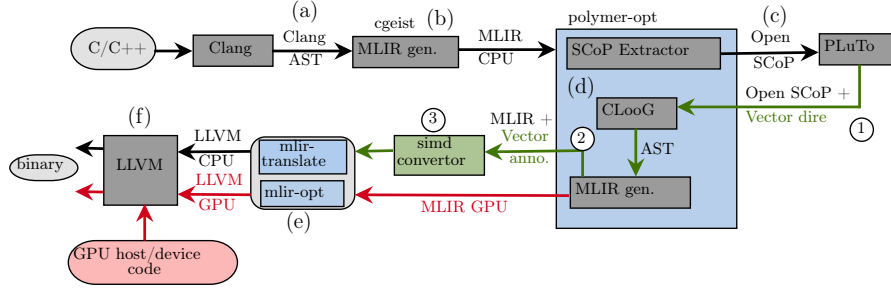 (a)
(b)
cgeist
polymer-opt
(c)
C/C++
Clang
Clang
AST
MLIR gen.
MLIR
CPU
SCoP Extractor
Open
SCoP
PLuTo
(d)
CLooG
Open SCoP +
Vector dire
1
(f)
3
MLIR +
Vector
anno.
2
AST
LLVM
CPU
mlir-
translate
simd
convertor
binary
LLVM
LLVM
GPU
mlir-opt
MLIR GPU
MLIR gen.
(e)
GPU host/device
code